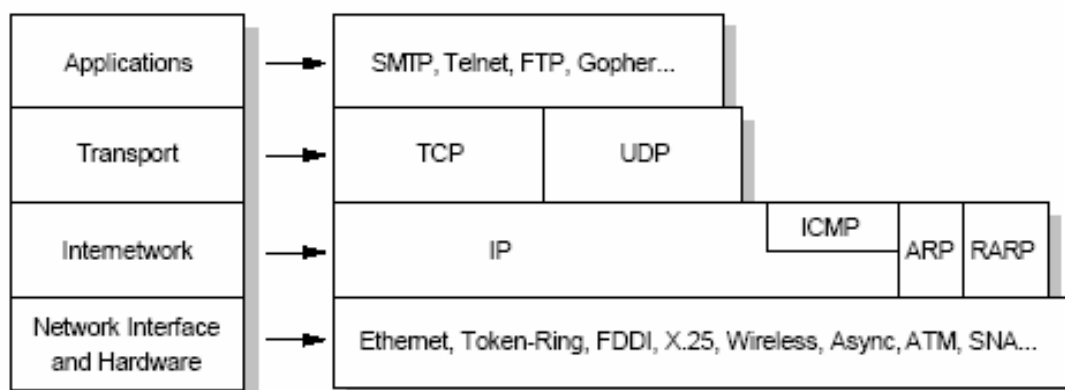 Applications
SMTP, Telnet, FTP, Gopher...
Transport
TCP
UDP
Internetwork
IP
ICMP
ARP
RARP
Network Interface
and Hardware
Ethernet, Token-Ring, FDDI, X.25, Wireless, Async, ATM, SNA...